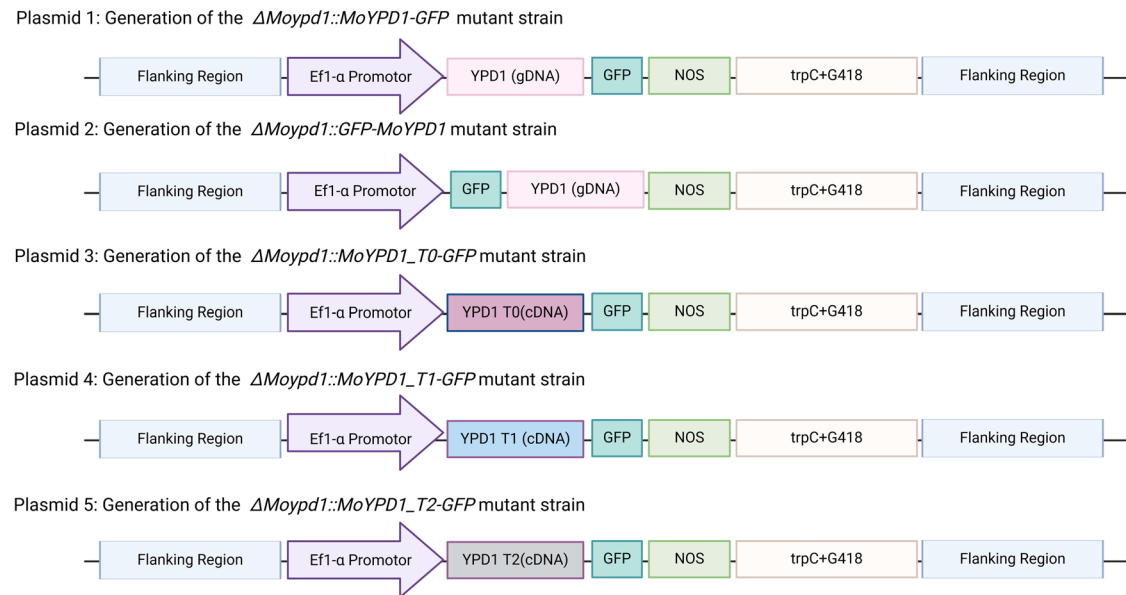 Plasmid 1: Generation of the ΔMoypd1::MoYPD1-GFP mutant strain
Flanking Region Ef1-α Promotor YPD1 (gDNA) GFP NOS trpC+G418 Flanking Region
Plasmid 2: Generation of the ΔMoypd1::GFP-MoYPD1 mutant strain
Flanking Region Ef1-α Promotor GFP YPD1 (gDNA) NOS trpC+G418 Flanking Region
Plasmid 3: Generation of the ΔMoypd1::MoYPD1_T0-GFP mutant strain
Flanking Region Ef1-α Promotor YPD1 T0(cDNA) GFP NOS trpC+G418 Flanking Region
Plasmid 4: Generation of the ΔMoypd1::MoYPD1_T1-GFP mutant strain
Flanking Region Ef1-α Promotor YPD1 T1 (cDNA) GFP NOS trpC+G418 Flanking Region
Plasmid 5: Generation of the ΔMoypd1::MoYPD1_T2-GFP mutant strain
Flanking Region Ef1-α Promotor YPD1 T2(cDNA) GFP NOS trpC+G418 Flanking Region